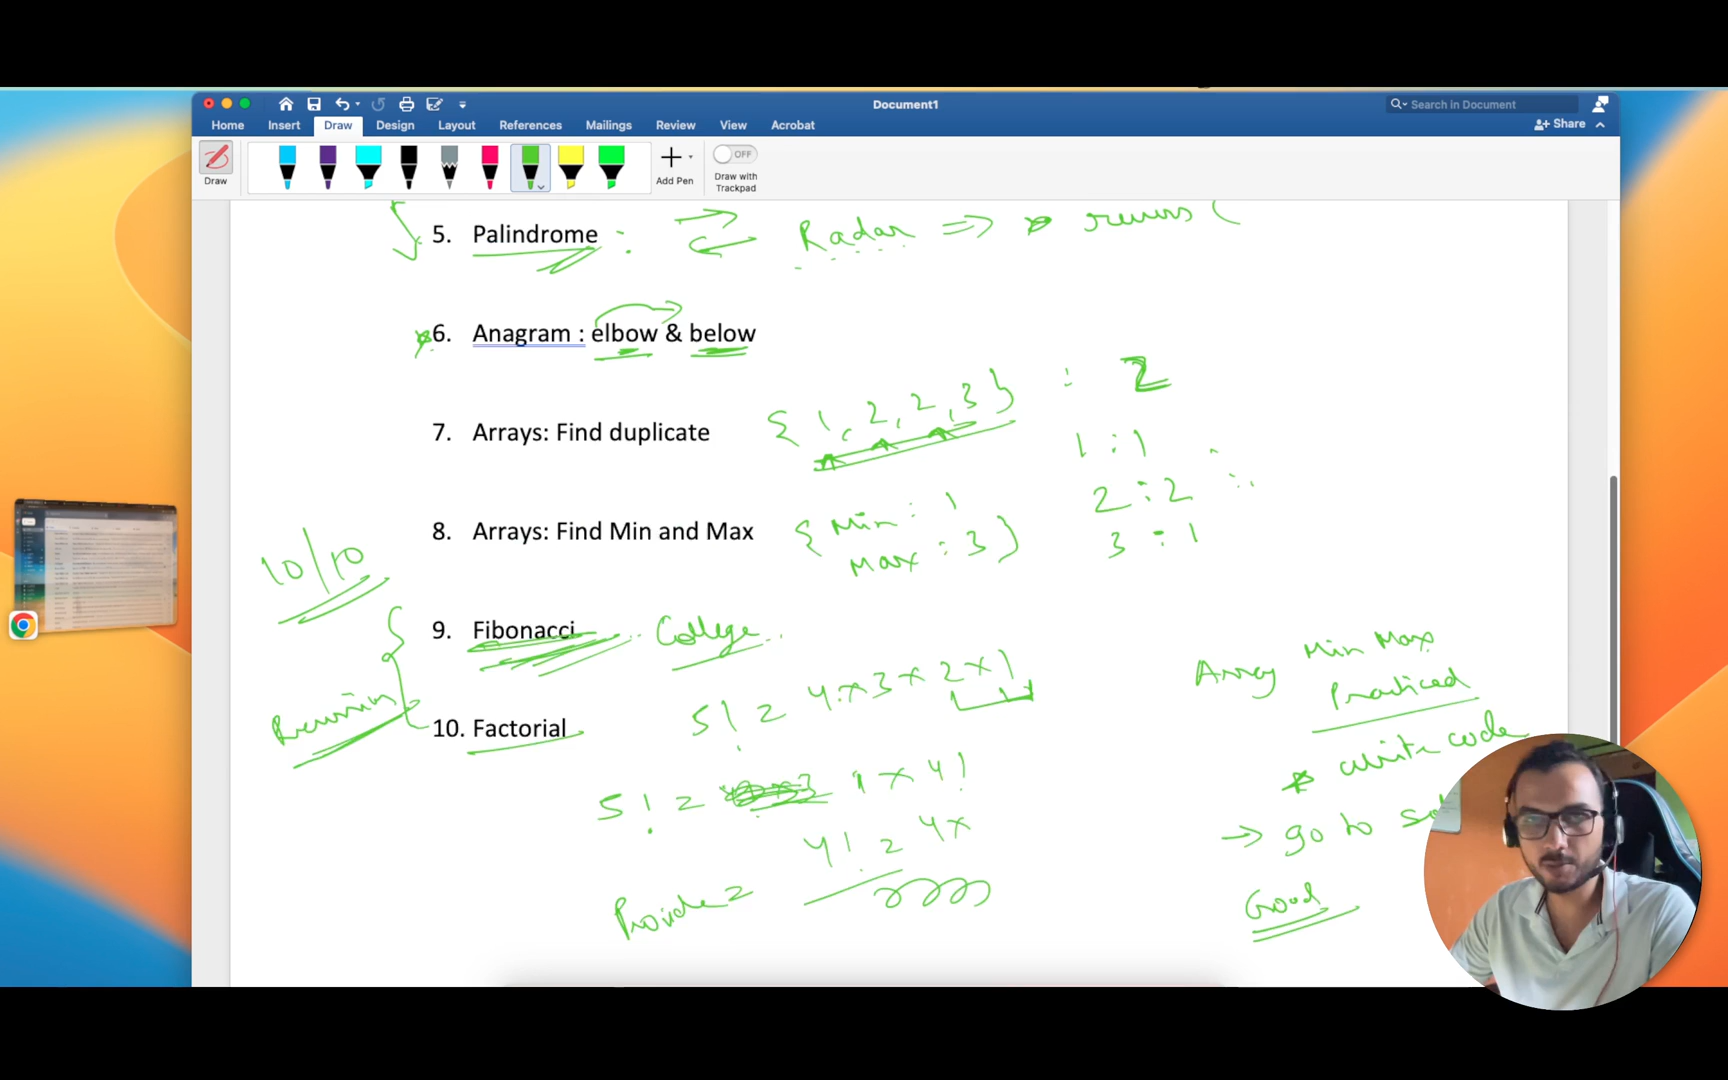 Document1
Search in Document
Home Insert Draw Design Layout References Mailings Review View Acrobat
Share
Draw
Add Pen
OFF
Draw with
Trackpad
5. Palindrome : Radar =>
6. Anagram : elbow & below
{1, 2, 2, 3} : 2
7. Arrays: Find duplicate
1 : 1
2 : 2
3 : 1
8. Arrays: Find Min and Max
{ Min : 1
Max : 3 }
10/10
9. Fibonacci College
Array Min Max
Practiced
5! = 4 x 3 x 2 x 1
10. Factorial
write code
5! = 1 x 4!
-> go to
4! = 4x
Good